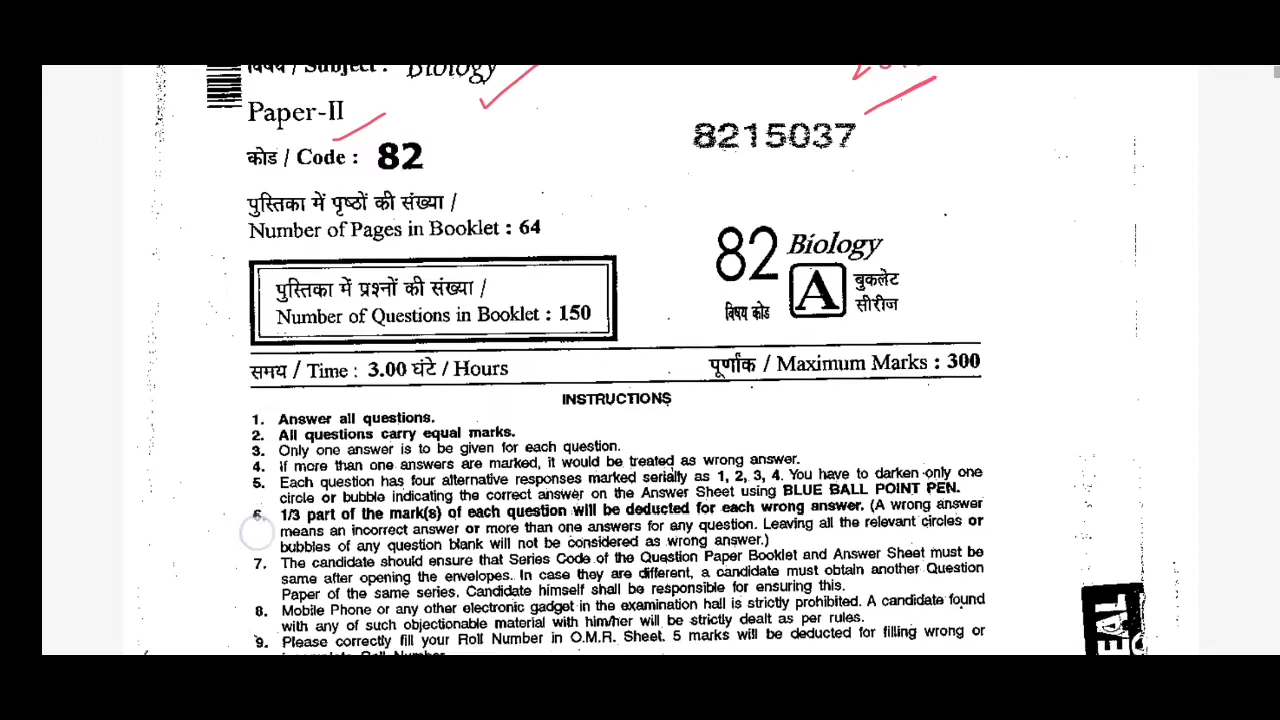 विषय / Subject : Biology
Paper-II
8215037
कोड / Code : 82
पुस्तिका में पृष्ठों की संख्या /
Number of Pages in Booklet : 64
82 Biology
A बुकलेट
सीरीज
विषय कोड
पुस्तिका में प्रश्नों की संख्या /
Number of Questions in Booklet : 150
समय / Time : 3.00 घंटे / Hours पूर्णांक / Maximum Marks : 300
INSTRUCTIONS
1. Answer all questions.
2. All questions carry equal marks.
3. Only one answer is to be given for each question.
4. If more than one answers are marked, it would be treated as wrong answer.
5. Each question has four alternative responses marked serially as 1, 2, 3, 4. You have to darken only one
circle or bubble indicating the correct answer on the Answer Sheet using BLUE BALL POINT PEN.
6. 1/3 part of the mark(s) of each question will be deducted for each wrong answer. (A wrong answer
means an incorrect answer or more than one answers for any question. Leaving all the relevant circles or
bubbles of any question blank will not be considered as wrong answer.)
7. The candidate should ensure that Series Code of the Question Paper Booklet and Answer Sheet must be
same after opening the envelopes. In case they are different, a candidate must obtain another Question
Paper of the same series. Candidate himself shall be responsible for ensuring this.
8. Mobile Phone or any other electronic gadget in the examination hall is strictly prohibited. A candidate found
with any of such objectionable material with him/her will be strictly dealt as per rules.
9. Please correctly fill your Roll Number in O.M.R. Sheet. 5 marks will be deducted for filling wrong or